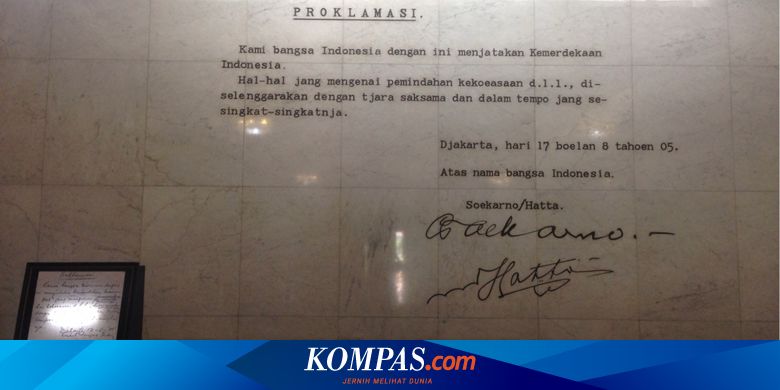 PROKLAMASI.
Kami bangsa Indonesia dengan ini menjatakan Kemerdekaan
Indonesia.
Hal-hal jang mengenai pemindahan kekoeasaan d.l.l., di-
selenggarakan dengan tjara saksama dan dalam tempo jang se-
singkat-singkatnja.
Djakarta, hari 17 boelan 8 tahoen 05.
Atas nama bangsa Indonesia.
Soekarno/Hatta.
Soekarno.-
Hatta
KOMPAS.com
JERNIH MELIHAT DUNIA